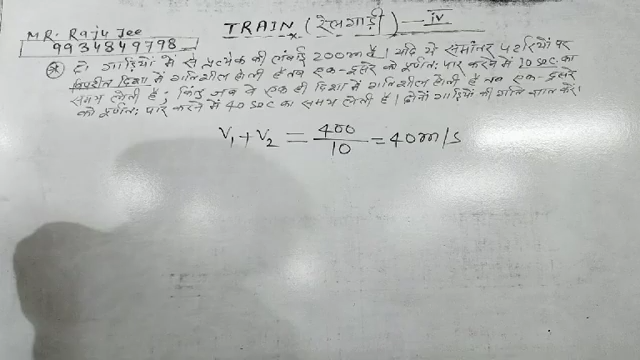 MR. Raju Jee
9934849798
TRAIN (रेलगाड़ी) — IV
* दो गाड़ियों में से प्रत्येक की लंबाई 200m है। यदि ये समांतर पटरियों पर
विपरीत दिशा में गतिशील होती है तब एक-दूसरे को पूर्णत: पार करने में 10 sec. का
समय लेती है; किंतु जब ये एक ही दिशा में गतिशील होती है तब एक-दूसरे
को पूर्णत: पार करने में 40 sec का समय लेती है। दोनों गाड़ियों की गति ज्ञात करें।
V₁ + V₂ = 400/10 = 40m/s